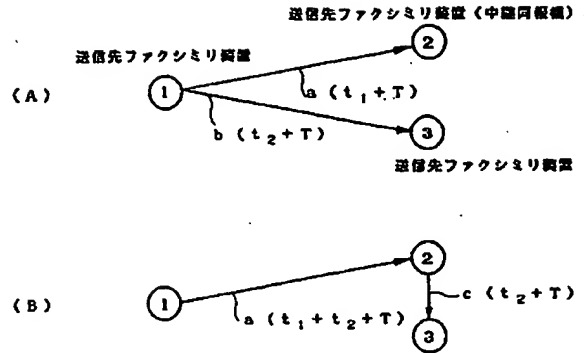 送信先ファクシミリ装置（中継同報機）
送信先ファクシミリ装置
(A)
1
2
a (t₁+T)
b (t₂+T)
3
送信先ファクシミリ装置
2
(B)
1
a (t₁+t₂+T)
c (t₂+T)
3